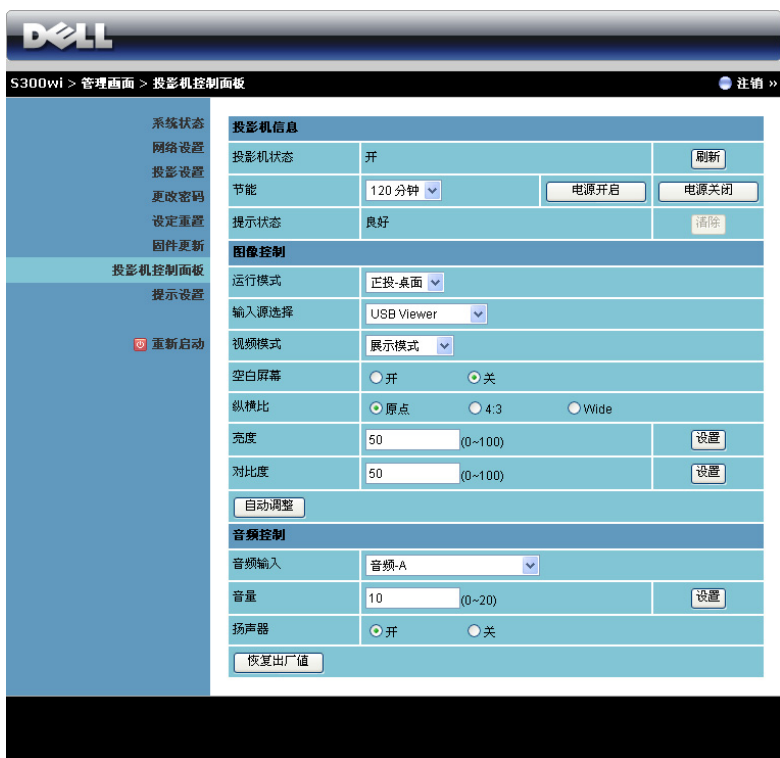 DELL
S300wi > 管理画面 > 投影机控制面板
注销 »
系统状态
网络设置
投影设置
更改密码
设定重置
固件更新
投影机控制面板
提示设置
重新启动
投影机信息
投影机状态 开 刷新
节能 120 分钟 电源开启 电源关闭
提示状态 良好 清除
图像控制
运行模式 正投-桌面
输入源选择 USB Viewer
视频模式 展示模式
空白屏幕 开 关
纵横比 原点 4:3 Wide
亮度 50 (0~100) 设置
对比度 50 (0~100) 设置
自动调整
音频控制
音频输入 音频-A
音量 10 (0~20) 设置
扬声器 开 关
恢复出厂值